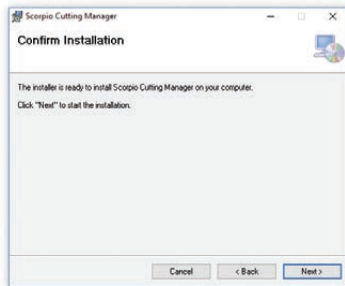 Scorpio Cutting Manager
Confirm Installation
The installer is ready to install Scorpio Cutting Manager on your computer.
Click "Next" to start the installation.
Cancel
< Back
Next >